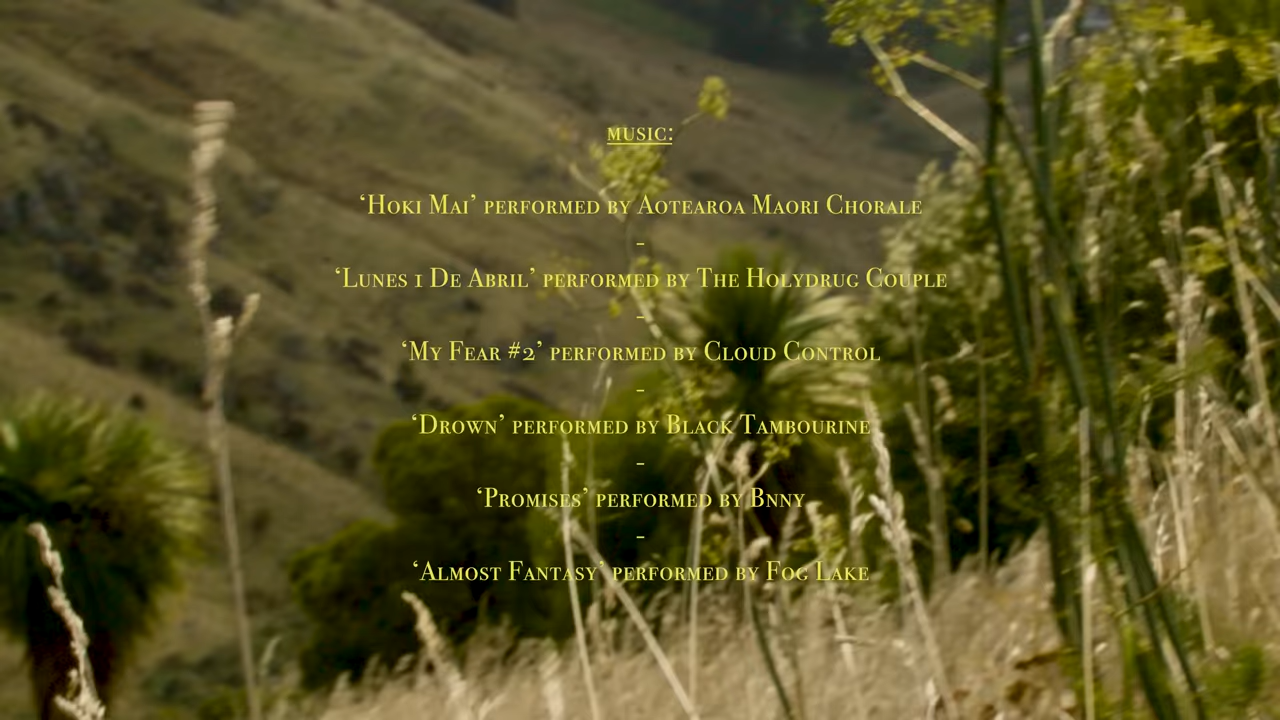 MUSIC:
‘Hoki Mai’ performed by Aotearoa Maori Chorale
-
‘Lunes 1 De Abril’ performed by The Holydrug Couple
-
‘My Fear #2’ performed by Cloud Control
-
‘Drown’ performed by Black Tambourine
-
‘Promises’ performed by Bnny
-
‘Almost Fantasy’ performed by Fog Lake